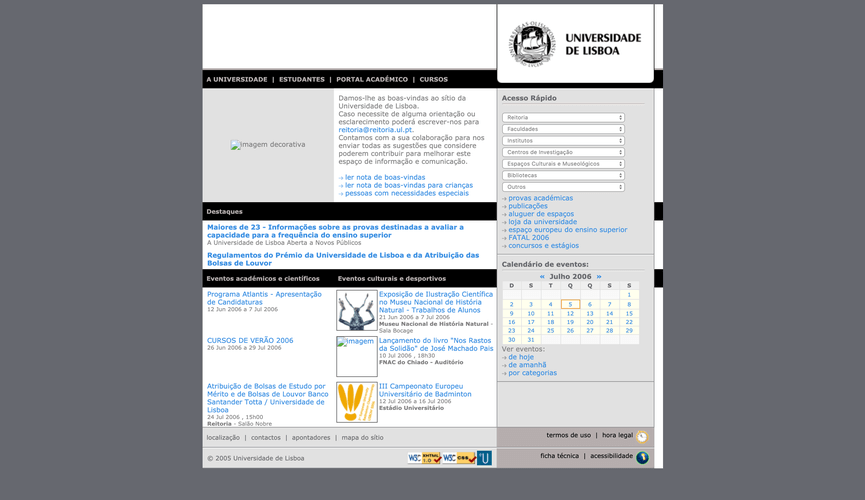 UNIVERSIDADE
DE LISBOA
A UNIVERSIDADE | ESTUDANTES | PORTAL ACADÉMICO | CURSOS
imagem decorativa
Damos-lhe as boas-vindas ao sítio da
Universidade de Lisboa.
Caso necessite de alguma orientação ou
esclarecimento poderá escrever-nos para
reitoria@reitoria.ul.pt.
Contamos com a sua colaboração para nos
enviar todas as sugestões que considere
poderem contribuir para melhorar este
espaço de informação e comunicação.
ler nota de boas-vindas
ler nota de boas-vindas para crianças
pessoas com necessidades especiais
Destaques
Maiores de 23 - Informações sobre as provas destinadas a avaliar a
capacidade para a frequência do ensino superior
A Universidade de Lisboa Aberta a Novos Públicos
Regulamentos do Prémio da Universidade de Lisboa e da Atribuição das
Bolsas de Louvor
Eventos académicos e científicos
Programa Atlantis - Apresentação
de Candidaturas
12 Jun 2006 a 7 Jul 2006
CURSOS DE VERÃO 2006
26 Jun 2006 a 29 Jul 2006
Atribuição de Bolsas de Estudo por
Mérito e de Bolsas de Louvor Banco
Santander Totta / Universidade de
Lisboa
24 Jul 2006 , 15h00
Reitoria - Salão Nobre
Eventos culturais e desportivos
Exposição de Ilustração Científica
no Museu Nacional de História
Natural - Trabalhos de Alunos
21 Jun 2006 a 7 Jul 2006
Museu Nacional de História Natural -
Sala Bocage
imagem
Lançamento do livro "Nos Rastos
da Solidão" de José Machado Pais
10 Jul 2006 , 18h30
FNAC do Chiado - Auditório
III Campeonato Europeu
Universitário de Badminton
12 Jul 2006 a 16 Jul 2006
Estádio Universitário
Acesso Rápido
Reitoria
Faculdades
Institutos
Centros de Investigação
Espaços Culturais e Museológicos
Bibliotecas
Outros
provas académicas
publicações
aluguer de espaços
loja da universidade
espaço europeu do ensino superior
FATAL 2006
concursos e estágios
Calendário de eventos:
« Julho 2006 »
D S T Q Q S S
1
2 3 4 5 6 7 8
9 10 11 12 13 14 15
16 17 18 19 20 21 22
23 24 25 26 27 28 29
30 31
Ver eventos:
de hoje
de amanhã
por categorias
localização | contactos | apontadores | mapa do sítio
termos de uso | hora legal
© 2005 Universidade de Lisboa
W3C XHTML 1.0
W3C CSS
U
ficha técnica | acessibilidade